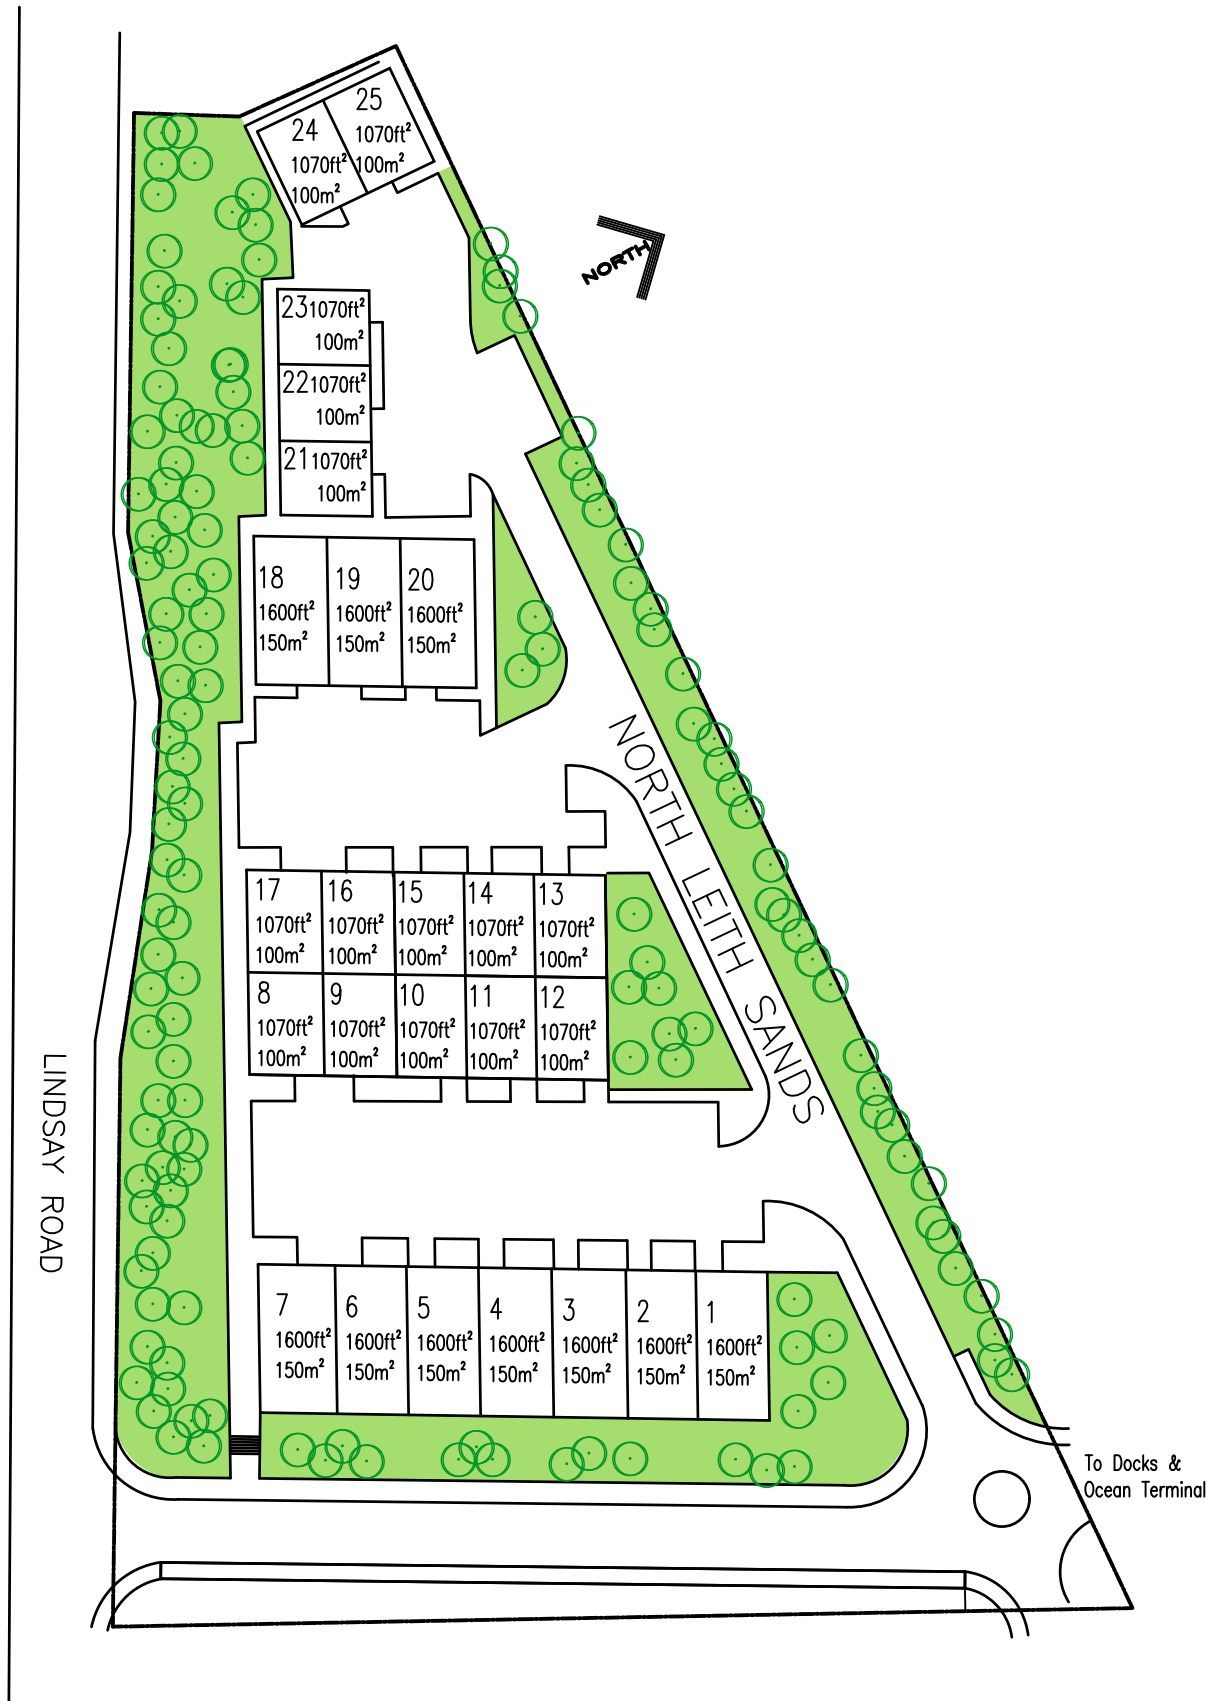 25
1070ft²
100m²
24
1070ft²
100m²
NORTH
23 1070ft²
100m²
22 1070ft²
100m²
21 1070ft²
100m²
18
1600ft²
150m²
19
1600ft²
150m²
20
1600ft²
150m²
NORTH LEITH SANDS
17
1070ft²
100m²
16
1070ft²
100m²
15
1070ft²
100m²
14
1070ft²
100m²
13
1070ft²
100m²
8
1070ft²
100m²
9
1070ft²
100m²
10
1070ft²
100m²
11
1070ft²
100m²
12
1070ft²
100m²
LINDSAY ROAD
7
1600ft²
150m²
6
1600ft²
150m²
5
1600ft²
150m²
4
1600ft²
150m²
3
1600ft²
150m²
2
1600ft²
150m²
1
1600ft²
150m²
To Docks &
Ocean Terminal